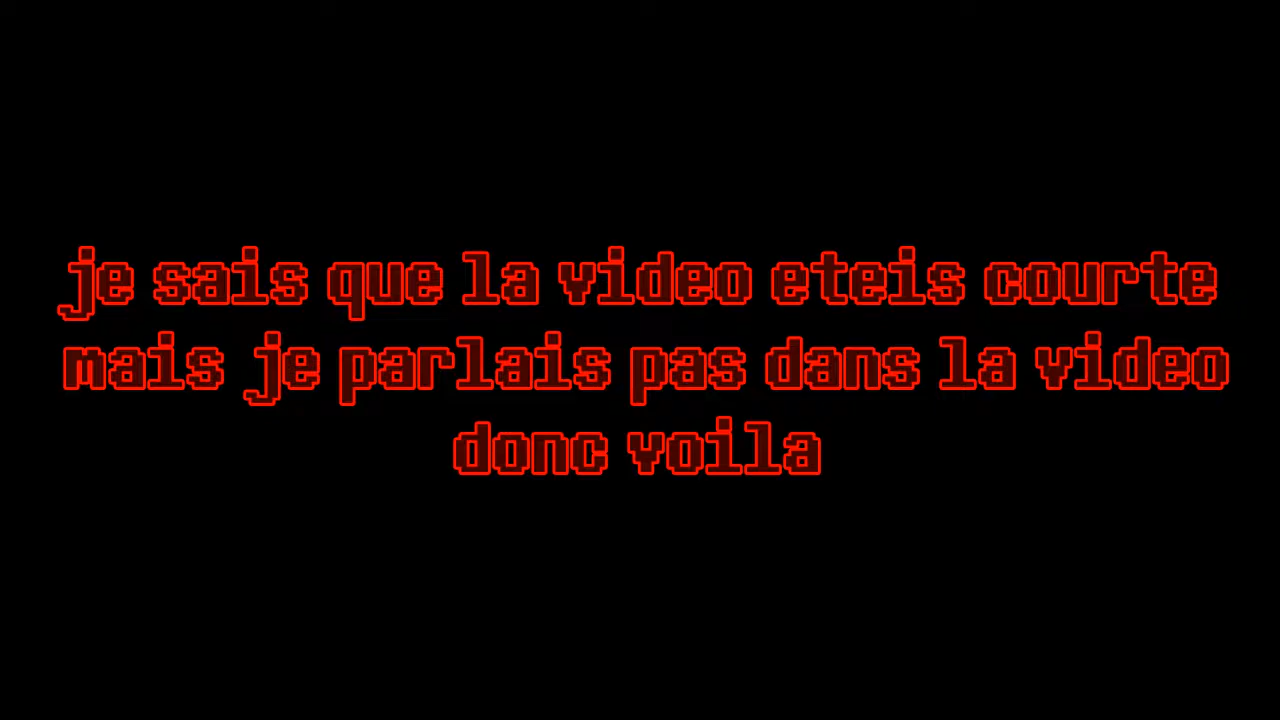 je sais que la video eteis courte
mais je parlais pas dans la video
donc voila